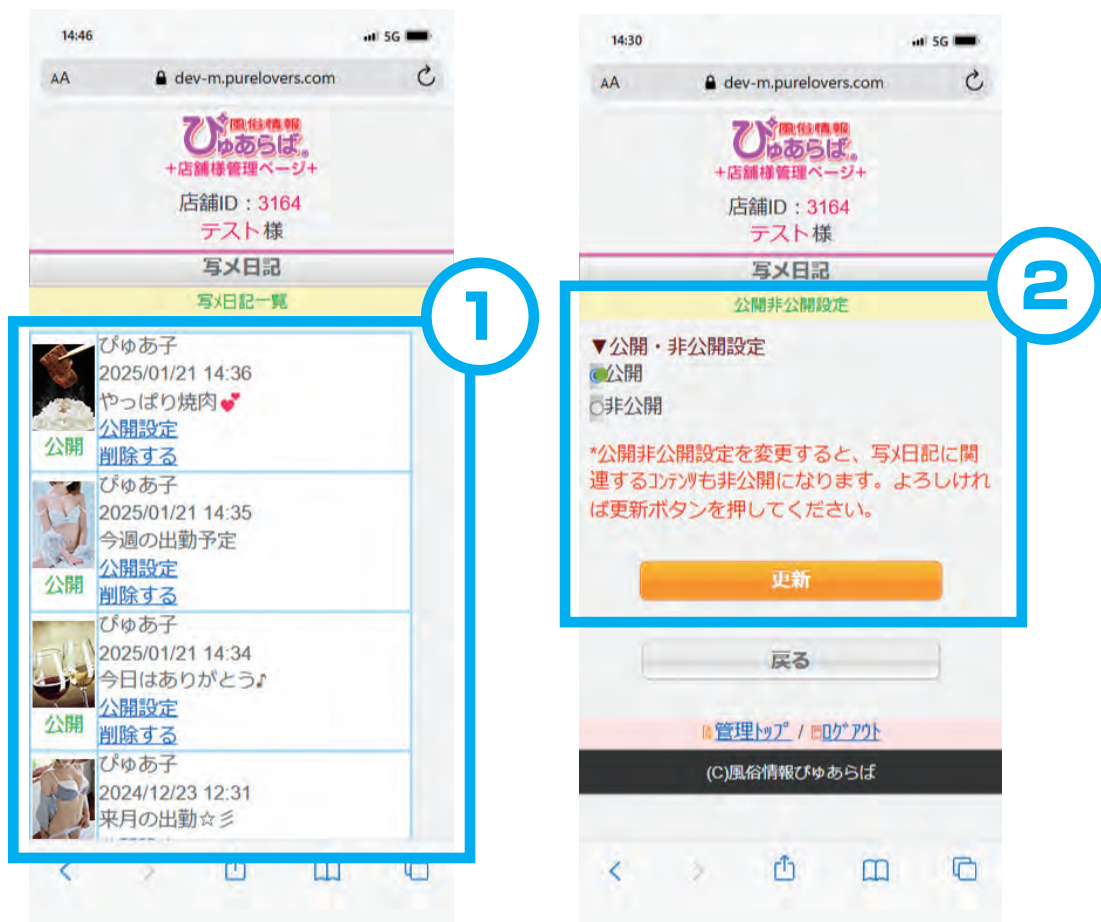 14:46
5G
AA
dev-m.purelovers.com
風俗情報
ぴゅあらば®
+店舗様管理ページ+
店舗ID：3164
テスト様
写メ日記
写メ日記一覧
1
ぴゅあ子
2025/01/21 14:36
やっぱり焼肉💕
公開設定
公開
削除する
ぴゅあ子
2025/01/21 14:35
今週の出勤予定
公開設定
公開
削除する
ぴゅあ子
2025/01/21 14:34
今日はありがとう♪
公開設定
公開
削除する
ぴゅあ子
2024/12/23 12:31
来月の出勤☆彡
14:30
5G
AA
dev-m.purelovers.com
風俗情報
ぴゅあらば®
+店舗様管理ページ+
店舗ID：3164
テスト様
写メ日記
2
公開非公開設定
▼公開・非公開設定
公開
非公開
*公開非公開設定を変更すると、写メ日記に関
連するｺﾝﾃﾝﾂも非公開になります。よろしけれ
ば更新ボタンを押してください。
更新
戻る
管理ﾄｯﾌﾟ / ﾛｸﾞｱｳﾄ
(C)風俗情報ぴゅあらば